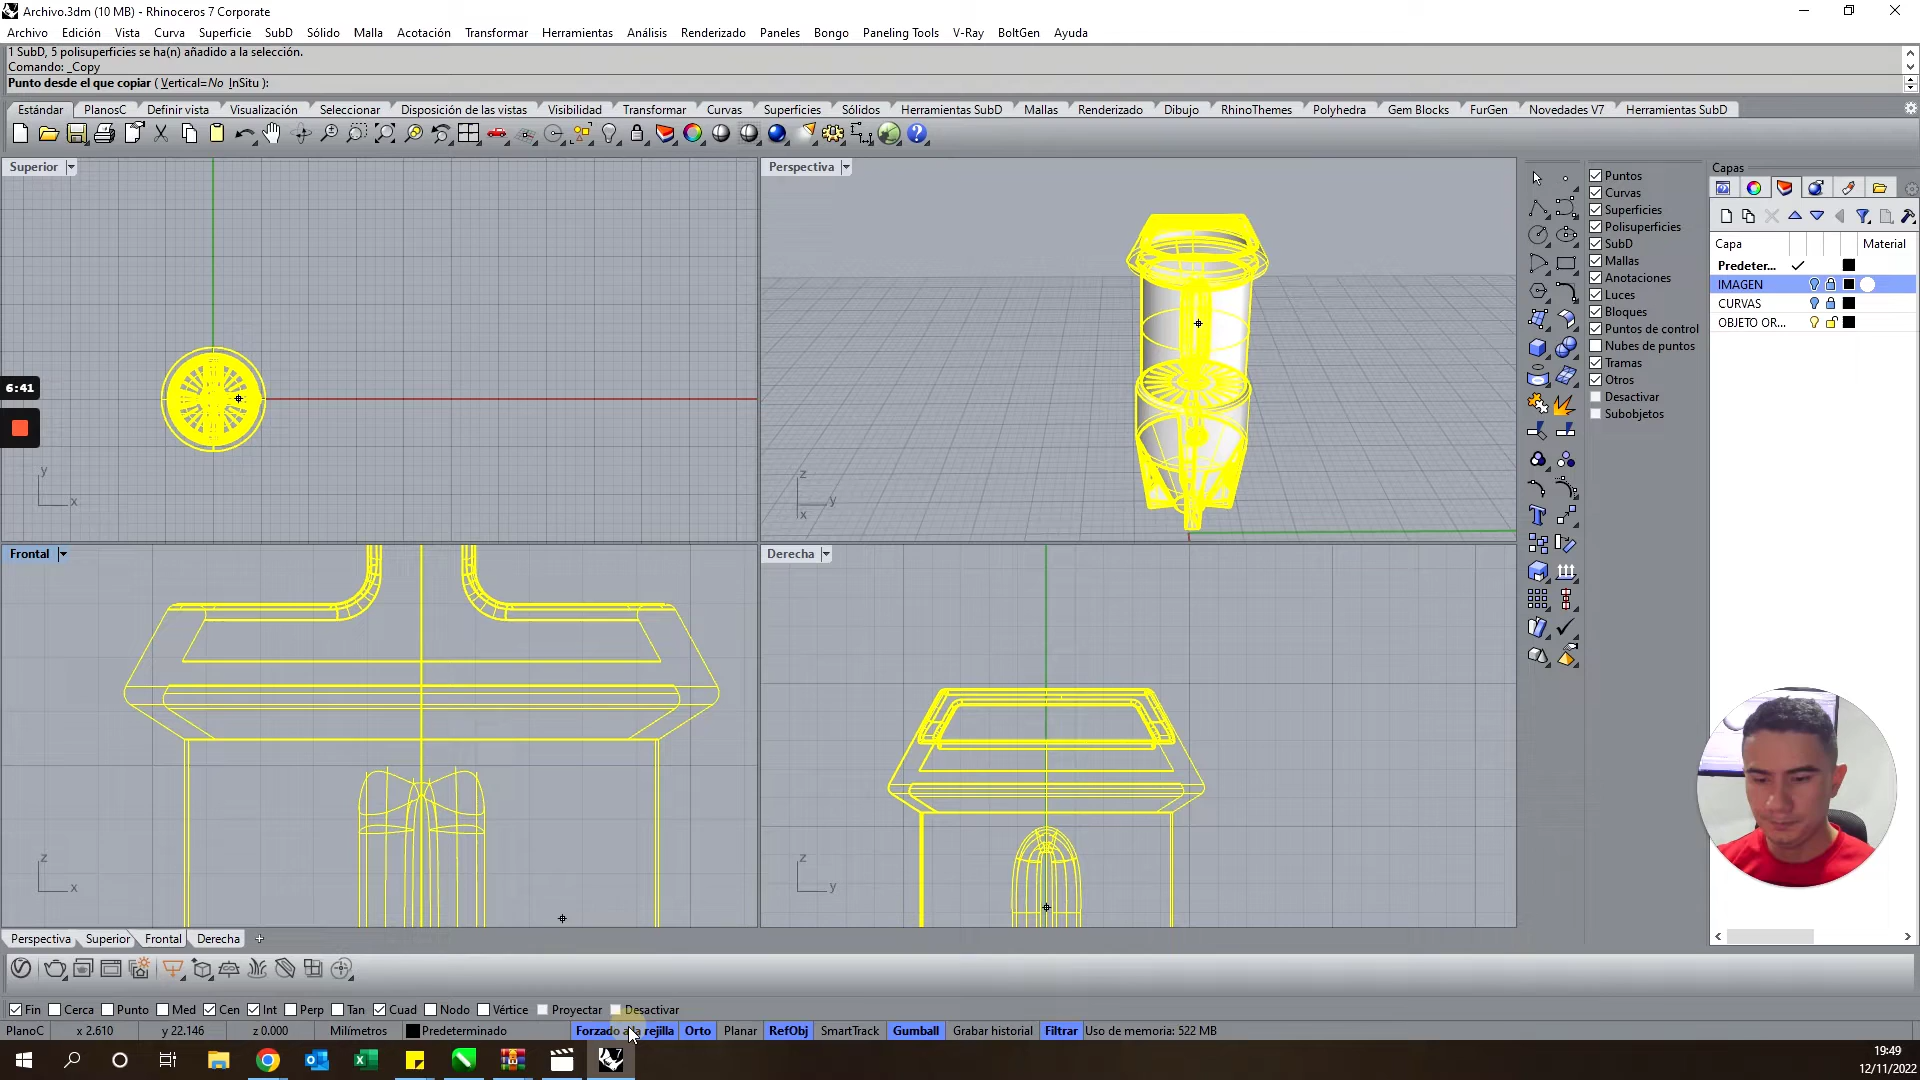 Archivo.3dm (10 MB) - Rhinoceros 7 Corporate
Archivo Edición Vista Curva Superficie SubD Sólido Malla Acotación Transformar Herramientas Análisis Renderizado Paneles Bongo Paneling Tools V-Ray BoltGen Ayuda
1 SubD, 5 polisuperficies se ha(n) añadido a la selección.
Comando: _Copy
Punto desde el que copiar ( Vertical=No InSitu ):
Estándar PlanosC Definir vista Visualización Seleccionar Disposición de las vistas Visibilidad Transformar Curvas Superficies Sólidos Herramientas SubD Mallas Renderizado Dibujo RhinoThemes Polyhedra Gem Blocks FurGen Novedades V7 Herramientas SubD
Superior
Perspectiva
Capas
Puntos
Curvas
Superficies
Polisuperficies
SubD
Mallas
Anotaciones
Luces
Bloques
Puntos de control
Nubes de puntos
Tramas
Otros
Desactivar
Subobjetos
Capa Material
Predeter...
IMAGEN
CURVAS
OBJETO OR...
6:41
y
x
z
y
x
Frontal
Derecha
z
x
z
y
Perspectiva Superior Frontal Derecha +
Fin Cerca Punto Med Cen Int Perp Tan Cuad Nodo Vértice Proyectar Desactivar
PlanoC x 2.610 y 22.146 z 0.000 Milímetros Predeterminado Forzado a la rejilla Orto Planar RefObj SmartTrack Gumball Grabar historial Filtrar Uso de memoria: 522 MB
19:49
12/11/2022